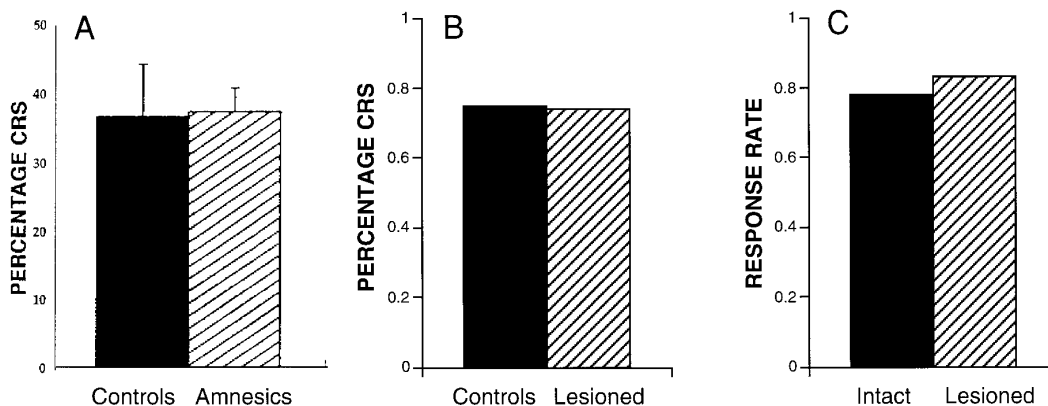 A
PERCENTAGE CRS
50
40
30
20
10
0
Controls Amnesics
B
PERCENTAGE CRS
1
0.8
0.6
0.4
0.2
0
Controls Lesioned
C
RESPONSE RATE
1
0.8
0.6
0.4
0.2
0
Intact Lesioned